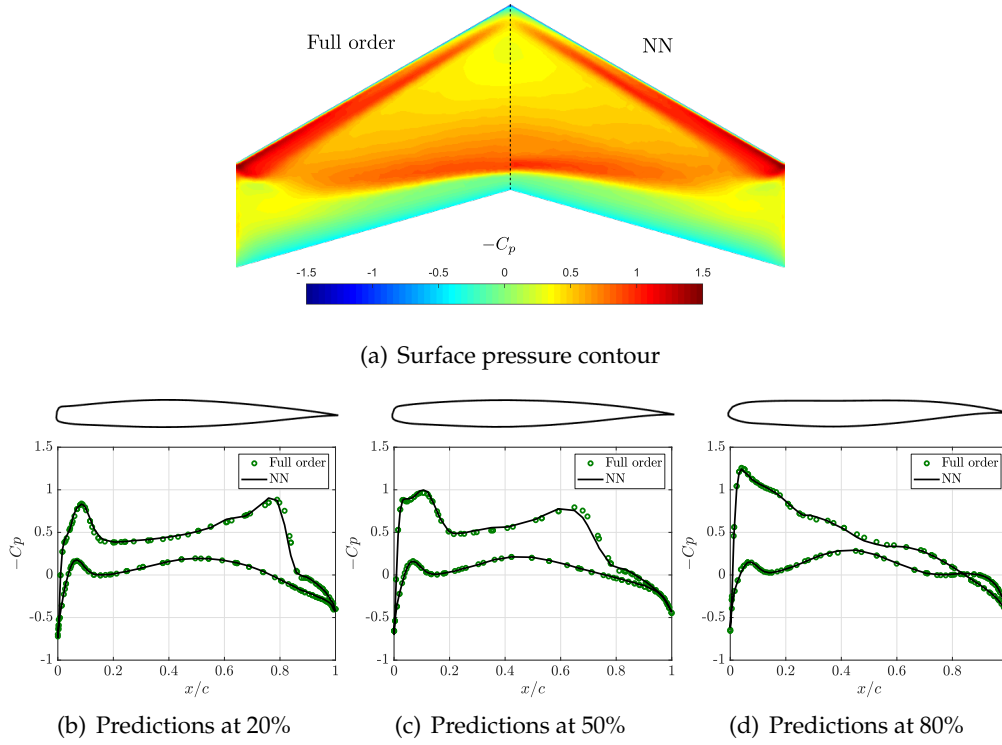 Full order
NN
−Cp
-1.5 -1 -0.5 0 0.5 1 1.5
(a) Surface pressure contour
1.5
1
0.5
0
-0.5
-1
−Cp
Full order
NN
0 0.2 0.4 0.6 0.8 1
x/c
(b) Predictions at 20%
1.5
1
0.5
0
-0.5
-1
−Cp
Full order
NN
0 0.2 0.4 0.6 0.8 1
x/c
(c) Predictions at 50%
1.5
1
0.5
0
-0.5
-1
−Cp
Full order
NN
0 0.2 0.4 0.6 0.8
x/c
(d) Predictions at 80%